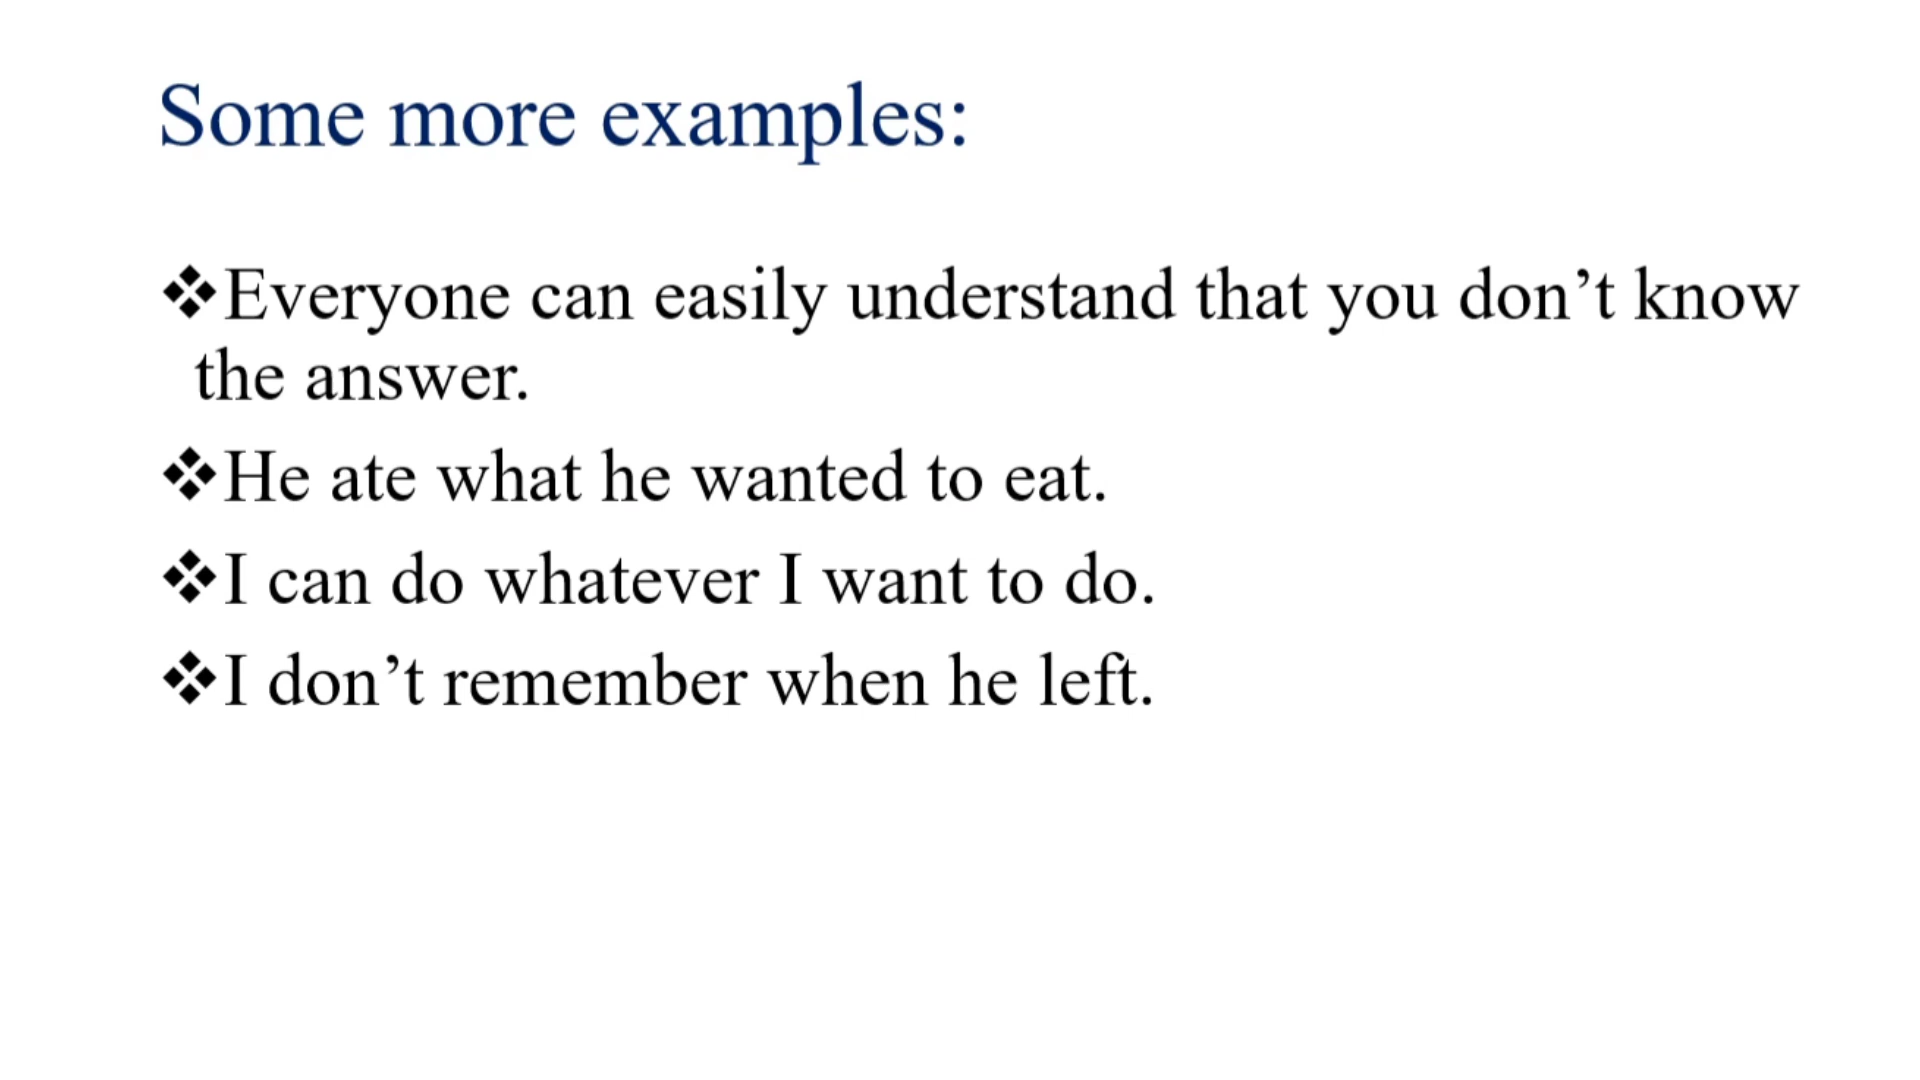 Some more examples:
❖Everyone can easily understand that you don’t know
the answer.
❖He ate what he wanted to eat.
❖I can do whatever I want to do.
❖I don’t remember when he left.